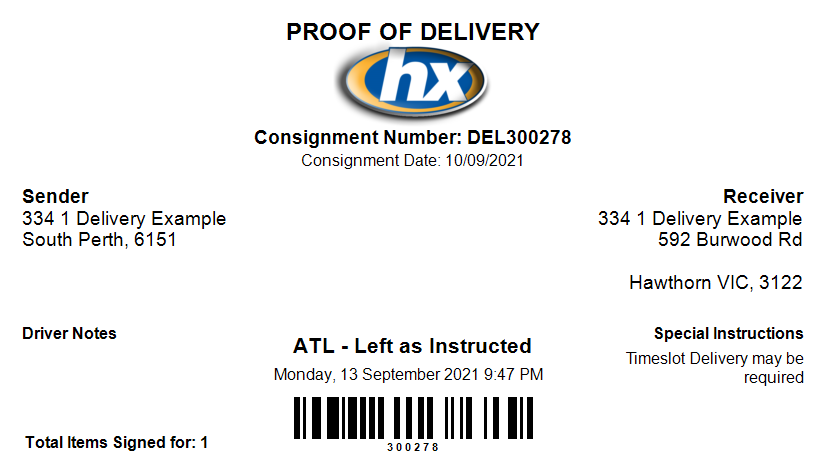 PROOF OF DELIVERY
hx
Consignment Number: DEL300278
Consignment Date: 10/09/2021
Sender
334 1 Delivery Example
South Perth, 6151
Receiver
334 1 Delivery Example
592 Burwood Rd
Hawthorn VIC, 3122
Driver Notes
ATL - Left as Instructed
Monday, 13 September 2021 9:47 PM
Special Instructions
Timeslot Delivery may be
required
300278
Total Items Signed for: 1